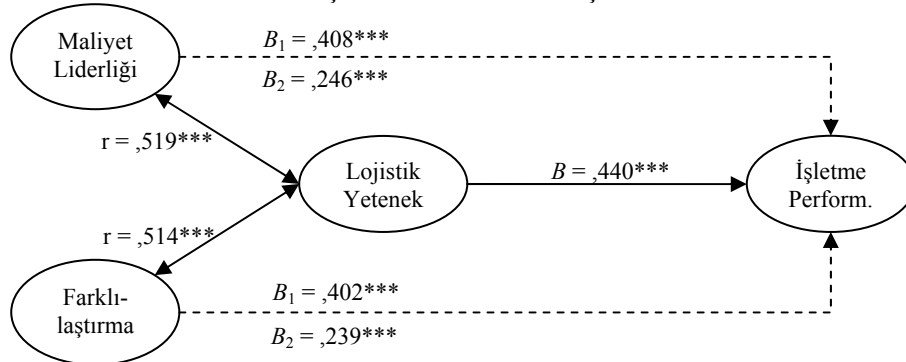 Maliyet
Liderliği
B₁ = ,408***
B₂ = ,246***
r = ,519***
Lojistik
Yetenek
B = ,440***
İşletme
Perform.
r = ,514***
Farklı-
laştırma
B₁ = ,402***
B₂ = ,239***